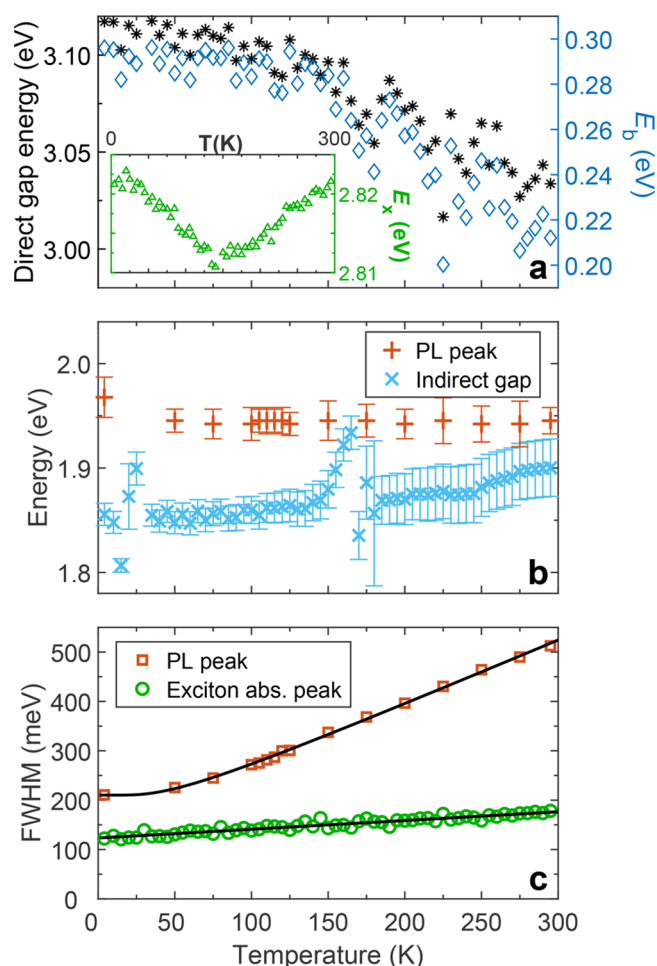 3.10
3.05
3.00
Direct gap energy (eV)
0.30
0.28
0.26
0.24
0.22
0.20
E_b (eV)
0 T(K) 300
2.82
2.81
E_x (eV)
a
2.0
1.9
1.8
Energy (eV)
PL peak
Indirect gap
b
500
400
300
200
100
0
FWHM (meV)
PL peak
Exciton abs. peak
c
0 50 100 150 200 250 300
Temperature (K)